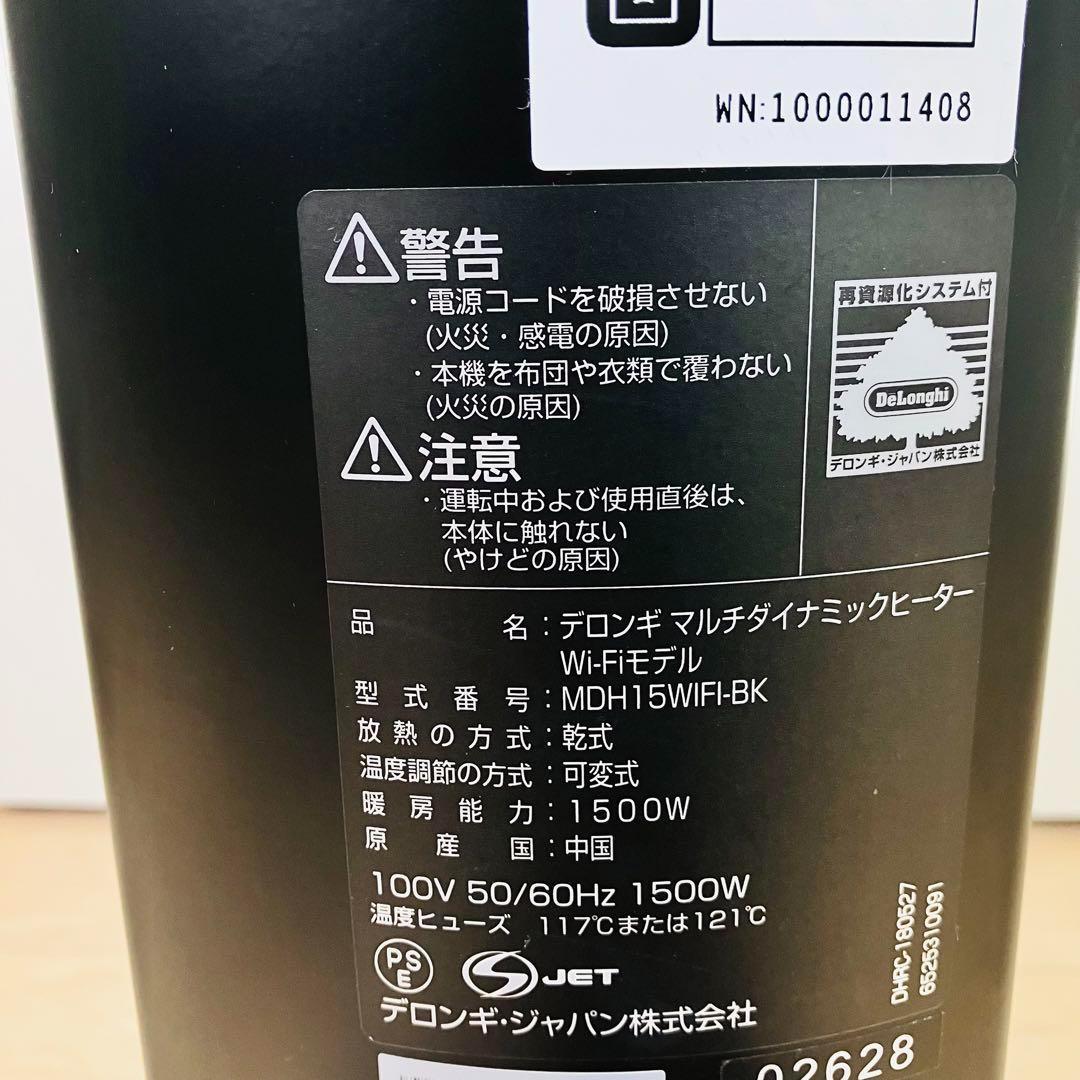 WN:1000011408
警告
・電源コードを破損させない
(火災・感電の原因)
・本機を布団や衣類で覆わない
(火災の原因)
注意
・運転中および使用直後は、
本体に触れない
(やけどの原因)
再資源化システム付
DeLonghi
デロンギ・ジャパン株式会社
品名:デロンギ マルチダイナミックヒーター
Wi-Fiモデル
型式番号:MDH15WIFI-BK
放熱の方式:乾式
温度調節の方式:可変式
暖房能力:1500W
原産国:中国
100V 50/60Hz 1500W
温度ヒューズ 117℃または121℃
PSE
JET
デロンギ・ジャパン株式会社
DHRC-180527
6525310091
02628